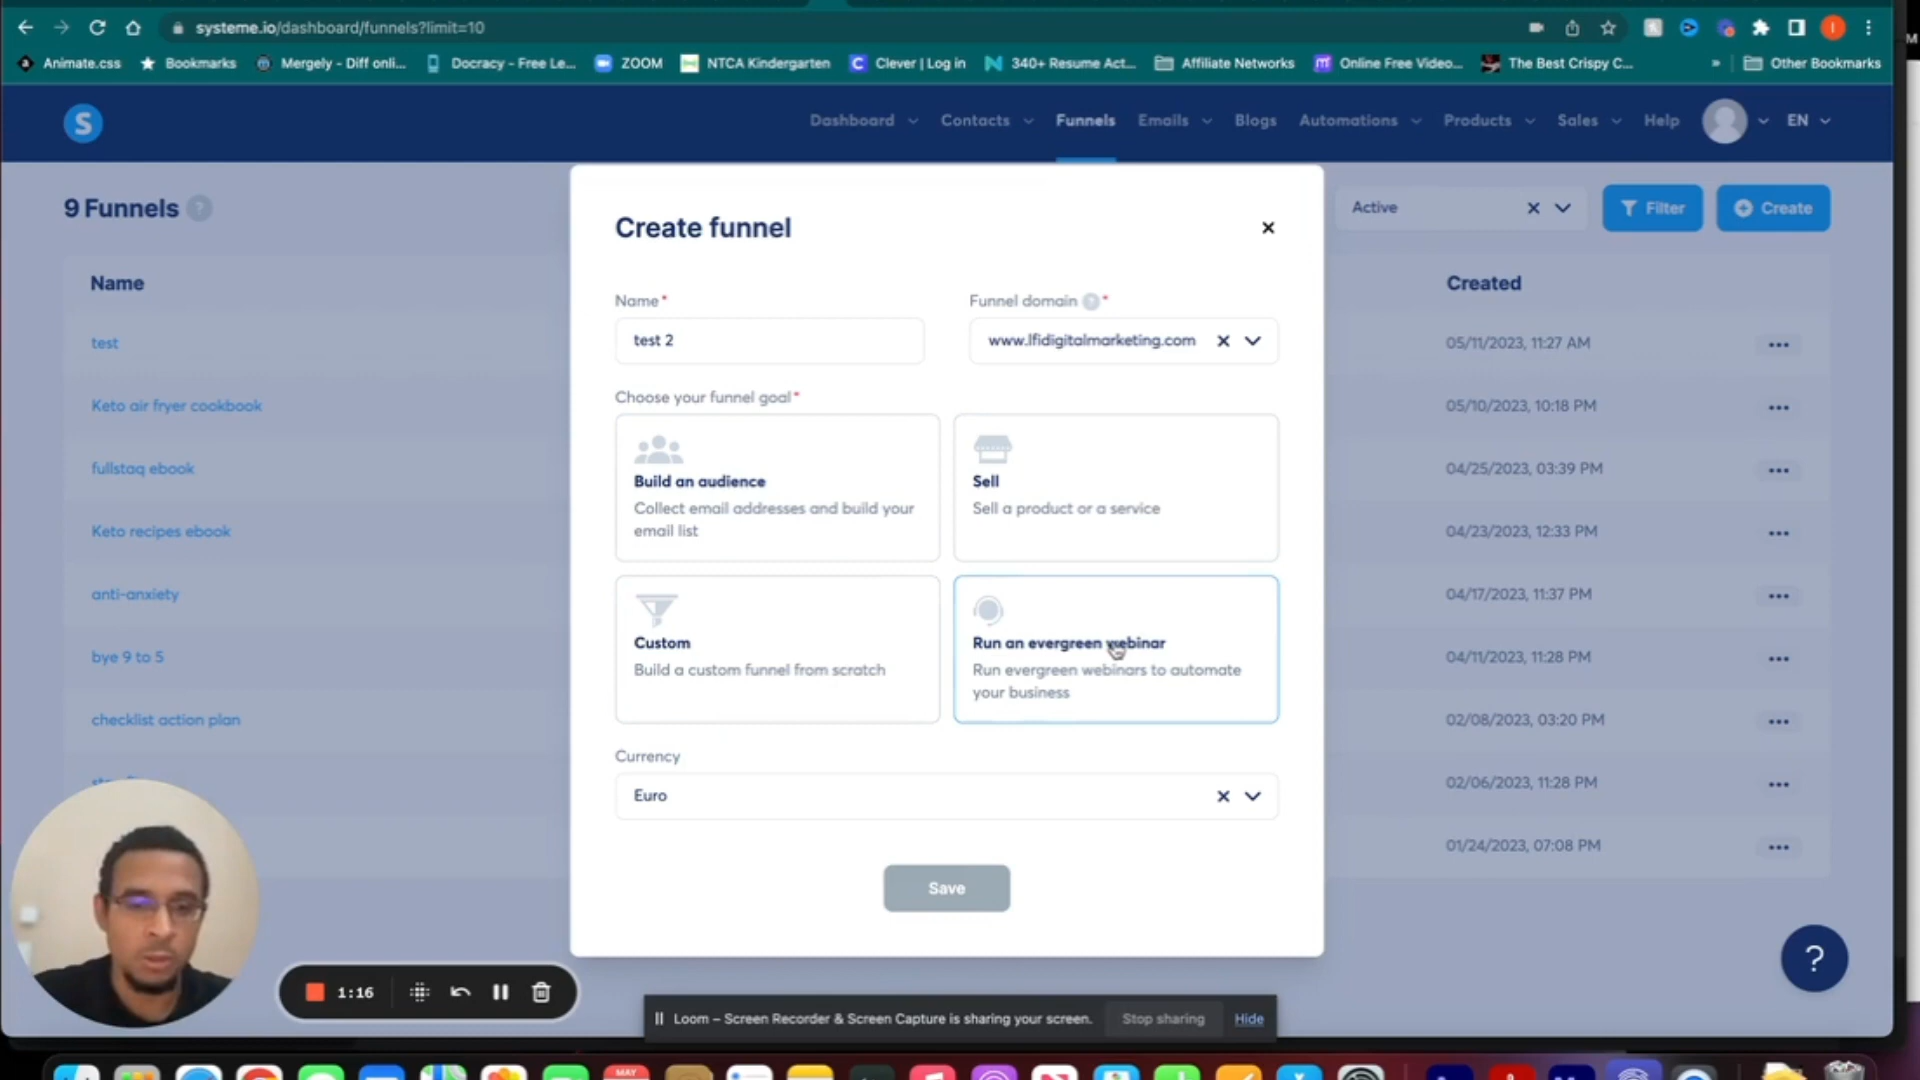 systeme.io/dashboard/funnels?limit=10
Animate.css
Bookmarks
Mergely - Diff onli...
Docracy - Free Le...
ZOOM
NTCA Kindergarten
Clever | Log in
340+ Resume Act...
Affiliate Networks
Online Free Video...
The Best Crispy C...
»
Other Bookmarks
S
Dashboard
Contacts
Funnels
Emails
Blogs
Automations
Products
Sales
Help
EN
9 Funnels ?
Active
Filter
Create
Name
Created
test
05/11/2023, 11:27 AM
Keto air fryer cookbook
05/10/2023, 10:18 PM
fullstaq ebook
04/25/2023, 03:39 PM
Keto recipes ebook
04/23/2023, 12:33 PM
anti-anxiety
04/17/2023, 11:37 PM
bye 9 to 5
04/11/2023, 11:28 PM
checklist action plan
02/08/2023, 03:20 PM
02/06/2023, 11:28 PM
01/24/2023, 07:08 PM
Create funnel
Name*
Funnel domain ? *
test 2
www.lfidigitalmarketing.com
Choose your funnel goal*
Build an audience
Collect email addresses and build your
email list
Sell
Sell a product or a service
Custom
Build a custom funnel from scratch
Run an evergreen webinar
Run evergreen webinars to automate
your business
Currency
Euro
Save
?
1:16
Loom – Screen Recorder & Screen Capture is sharing your screen.
Stop sharing
Hide
MAY